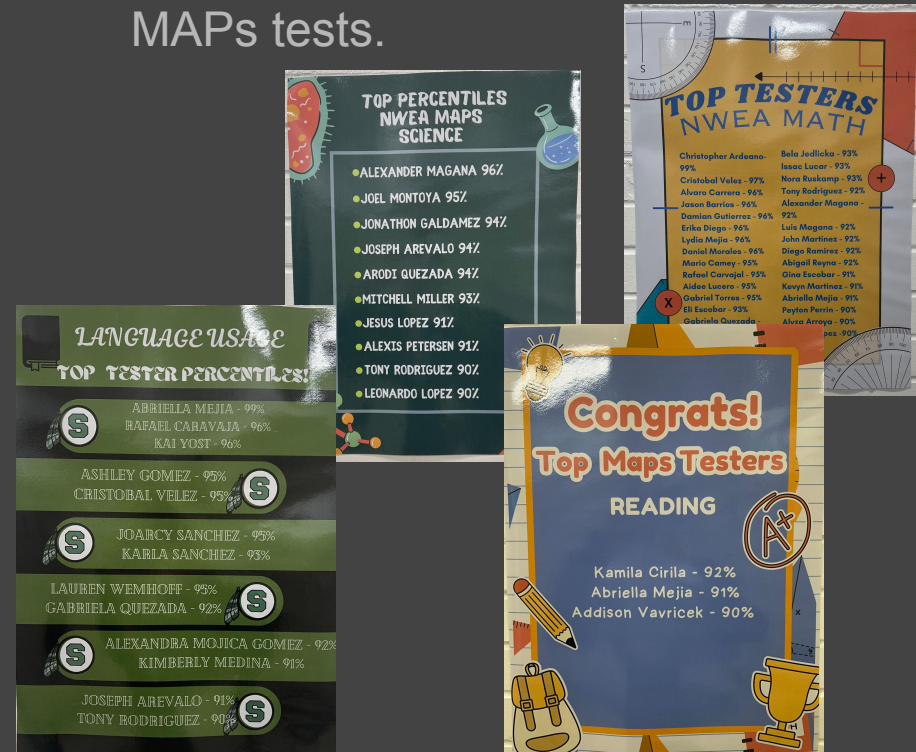 MAPs tests.
TOP PERCENTILES
NWEA MAPS
SCIENCE
ALEXANDER MAGANA 96%
JOEL MONTOYA 95%
JONATHON GALDAMEZ 94%
JOSEPH AREVALO 94%
ARODI QUEZADA 94%
MITCHELL MILLER 93%
JESUS LOPEZ 91%
ALEXIS PETERSEN 91%
TONY RODRIGUEZ 90%
LEONARDO LOPEZ 90%
E
S
TOP TESTERS
NWEA MATH
Christopher Ardeano-
99%
Cristobal Velez - 97%
Alvaro Carrera - 96%
Jason Barrios - 96%
Damian Gutierrez - 96%
Erika Diego - 96%
Lydia Mejia - 96%
Daniel Morales - 96%
Mario Camey - 95%
Rafael Carvajal - 95%
Aidee Lucero - 95%
Gabriel Torres - 95%
Eli Escobar - 93%
Gabriela Quezada -
Bela Jedlicka - 93%
Issac Lucar - 93%
Nora Ruskamp - 93%
Tony Rodriguez - 92%
Alexander Magana -
92%
Luis Magana - 92%
John Martinez - 92%
Diego Ramirez - 92%
Abigail Reyna - 92%
Gina Escobar - 91%
Kevyn Martinez - 91%
Abriella Mejia - 91%
Peyton Perrin - 90%
Alyza Arroya - 90%
-90%
+
X
LANGUAGE USAGE
TOP TESTER PERCENTILES!
ABRIELLA MEJIA - 99%
RAFAEL CARAVAJA - 96%
KAI YOST - 96%
S
ASHLEY GOMEZ - 95%
CRISTOBAL VELEZ - 95%
S
JOARCY SANCHEZ - 95%
KARLA SANCHEZ - 93%
S
LAUREN WEMHOFF - 95%
GABRIELA QUEZADA - 92%
S
ALEXANDRA MOJICA GOMEZ - 92%
KIMBERLY MEDINA - 91%
S
JOSEPH AREVALO - 91%
TONY RODRIGUEZ - 90%
S
Congrats!
Top Maps Testers
READING
A+
Kamila Cirila - 92%
Abriella Mejia - 91%
Addison Vavricek - 90%